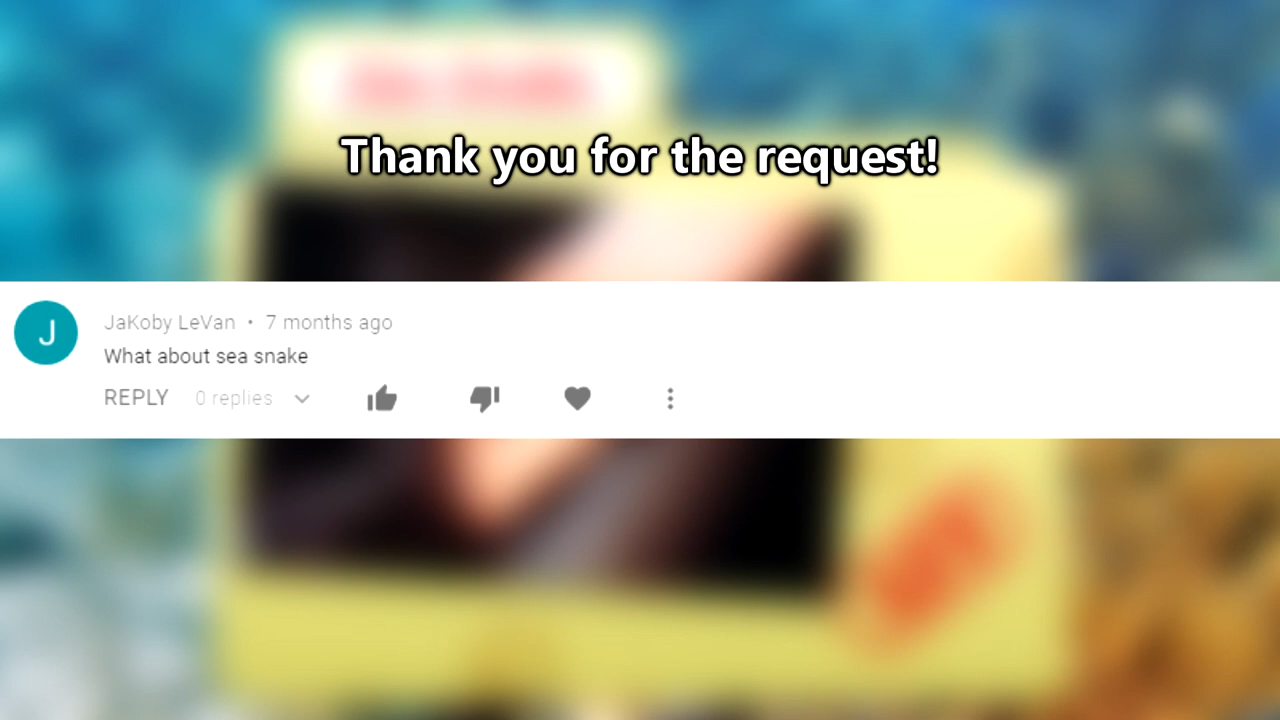 Thank you for the request!
J
JaKoby LeVan • 7 months ago
What about sea snake
REPLY 0 replies